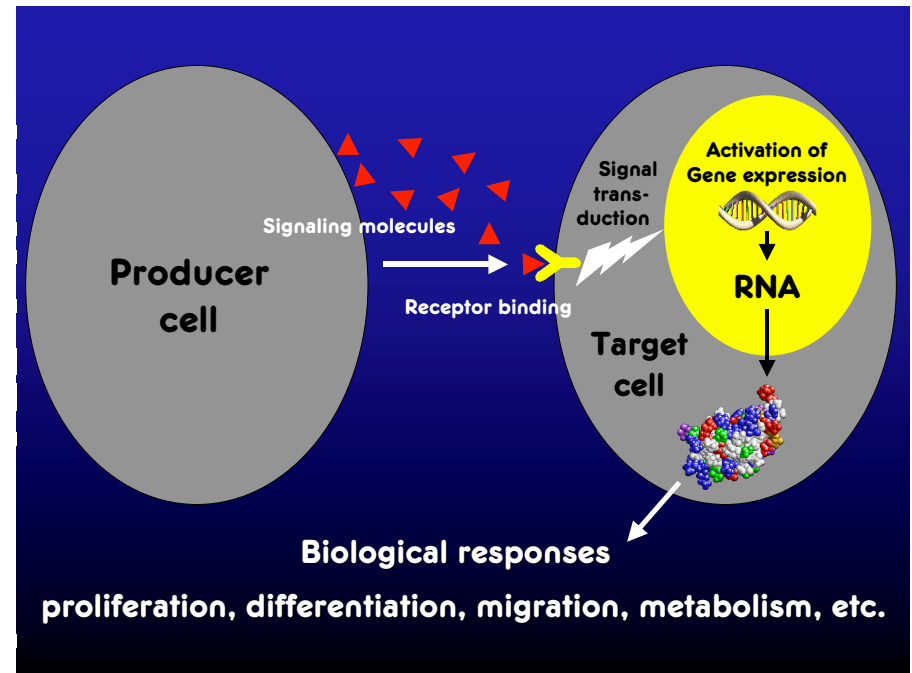 Producer
cell
Signaling molecules
Receptor binding
Signal
trans-
duction
Activation of
Gene expression
RNA
Target
cell
Biological responses
proliferation, differentiation, migration, metabolism, etc.